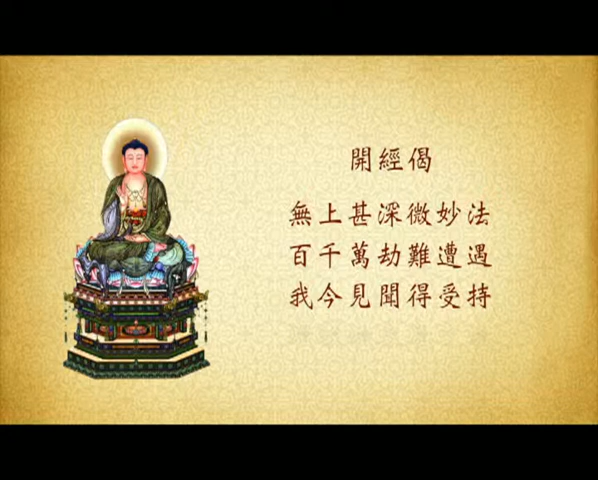 開經偈
無上甚深微妙法
百千萬劫難遭遇
我今見聞得受持